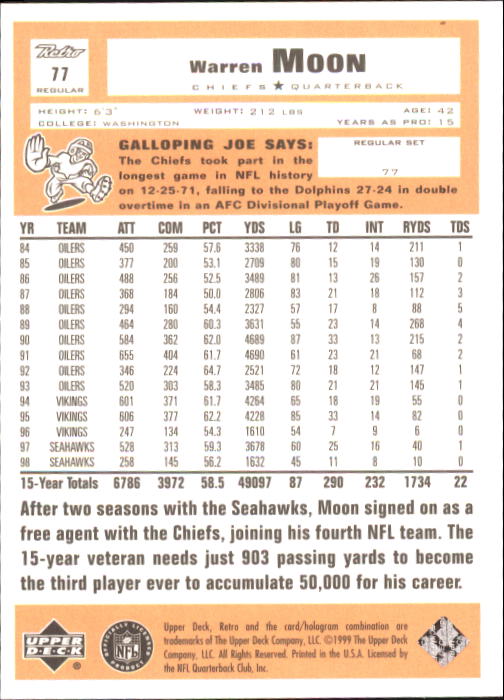 Retro
77
REGULAR
Warren MOON
CHIEFS ★ QUARTERBACK
HEIGHT: 6'3" WEIGHT: 212 LBS AGE: 42
COLLEGE: WASHINGTON YEARS AS PRO: 15
GALLOPING JOE SAYS:
The Chiefs took part in the
longest game in NFL history
on 12-25-71, falling to the Dolphins 27-24 in double
overtime in an AFC Divisional Playoff Game.
REGULAR SET
77
YR TEAM ATT COM PCT YDS LG TD INT RYDS TDS
84 OILERS 450 259 57.6 3338 76 12 14 211 1
85 OILERS 377 200 53.1 2709 80 15 19 130 0
86 OILERS 488 256 52.5 3489 81 13 26 157 2
87 OILERS 368 184 50.0 2806 83 21 18 112 3
88 OILERS 294 160 54.4 2327 57 17 8 88 5
89 OILERS 464 280 60.3 3631 55 23 14 268 4
90 OILERS 584 362 62.0 4689 87 33 13 215 2
91 OILERS 655 404 61.7 4690 61 23 21 68 2
92 OILERS 346 224 64.7 2521 72 18 12 147 1
93 OILERS 520 303 58.3 3485 80 21 21 145 1
94 VIKINGS 601 371 61.7 4264 65 18 19 55 0
95 VIKINGS 606 377 62.2 4228 85 33 14 82 0
96 VIKINGS 247 134 54.3 1610 54 7 9 6 0
97 SEAHAWKS 528 313 59.3 3678 60 25 16 40 1
98 SEAHAWKS 258 145 56.2 1632 45 11 8 10 0
15-Year Totals 6786 3972 58.5 49097 87 290 232 1734 22
After two seasons with the Seahawks, Moon signed on as a
free agent with the Chiefs, joining his fourth NFL team. The
15-year veteran needs just 903 passing yards to become
the third player ever to accumulate 50,000 for his career.
UPPER
DECK
OFFICIALLY LICENSED
NFL
PRODUCT
Upper Deck, Retro and the card/hologram combination are
trademarks of The Upper Deck Company, LLC. ©1999 The Upper Deck
Company, LLC. All Rights Reserved. Printed in the U.S.A. Licensed by
the NFL Quarterback Club, Inc.